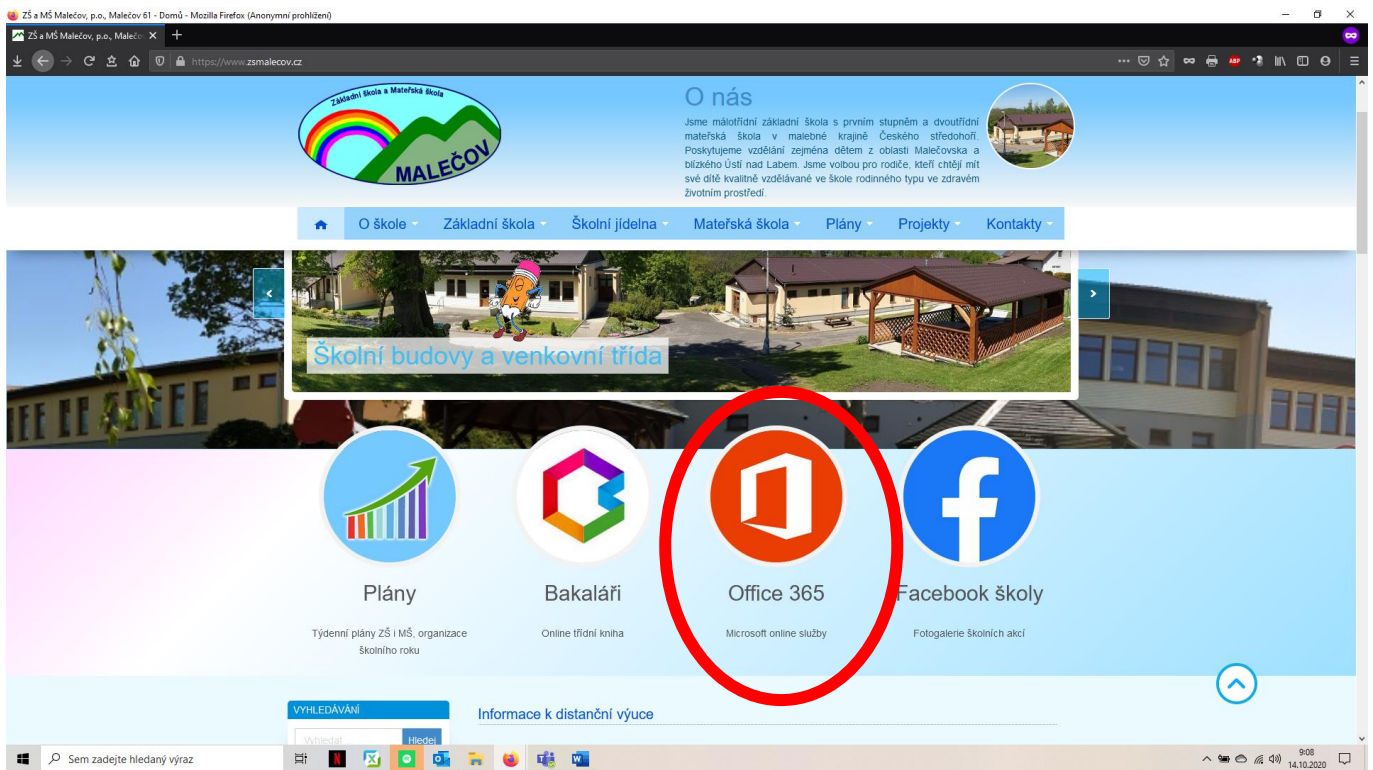 ZŠ a MŠ Malečov, p.o., Malečov 61 - Domů - Mozilla Firefox (Anonymní prohlížení)
ZŠ a MŠ Malečov, p.o., Malečo
https://www.zsmalecov.cz
Základní škola a Mateřská škola
MALEČOV
O nás
Jsme málotřídní základní škola s prvním stupněm a dvoutřídní
mateřská škola v malebné krajině Českého středohoří.
Poskytujeme vzdělání zejména dětem z oblasti Malečovska a
blízkého Ústí nad Labem. Jsme volbou pro rodiče, kteří chtějí mít
své dítě kvalitně vzdělávané ve škole rodinného typu ve zdravém
životním prostředí.
O škole Základní škola Školní jídelna Mateřská škola Plány Projekty Kontakty
Školní budovy a venkovní třída
Plány Bakaláři Office 365 Facebook školy
Týdenní plány ZŠ i MŠ, organizace
školního roku
Online třídní kniha
Microsoft online služby
Fotogalerie školních akcí
VYHLEDÁVÁNÍ
Vyhledat Hledej
Informace k distanční výuce
Sem zadejte hledaný výraz
9:08
14.10.2020